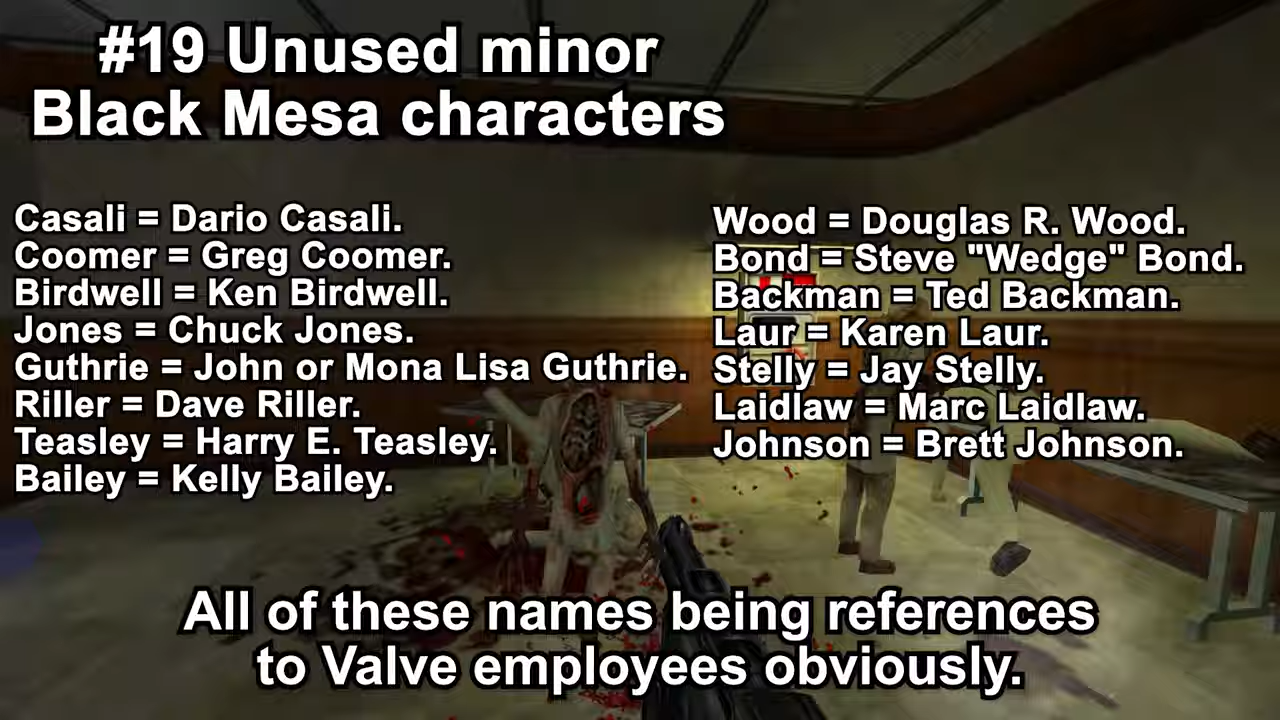 #19 Unused minor
Black Mesa characters
Casali = Dario Casali.
Coomer = Greg Coomer.
Birdwell = Ken Birdwell.
Jones = Chuck Jones.
Guthrie = John or Mona Lisa Guthrie.
Riller = Dave Riller.
Teasley = Harry E. Teasley.
Bailey = Kelly Bailey.
Wood = Douglas R. Wood.
Bond = Steve "Wedge" Bond.
Backman = Ted Backman.
Laur = Karen Laur.
Stelly = Jay Stelly.
Laidlaw = Marc Laidlaw.
Johnson = Brett Johnson.
All of these names being references
to Valve employees obviously.